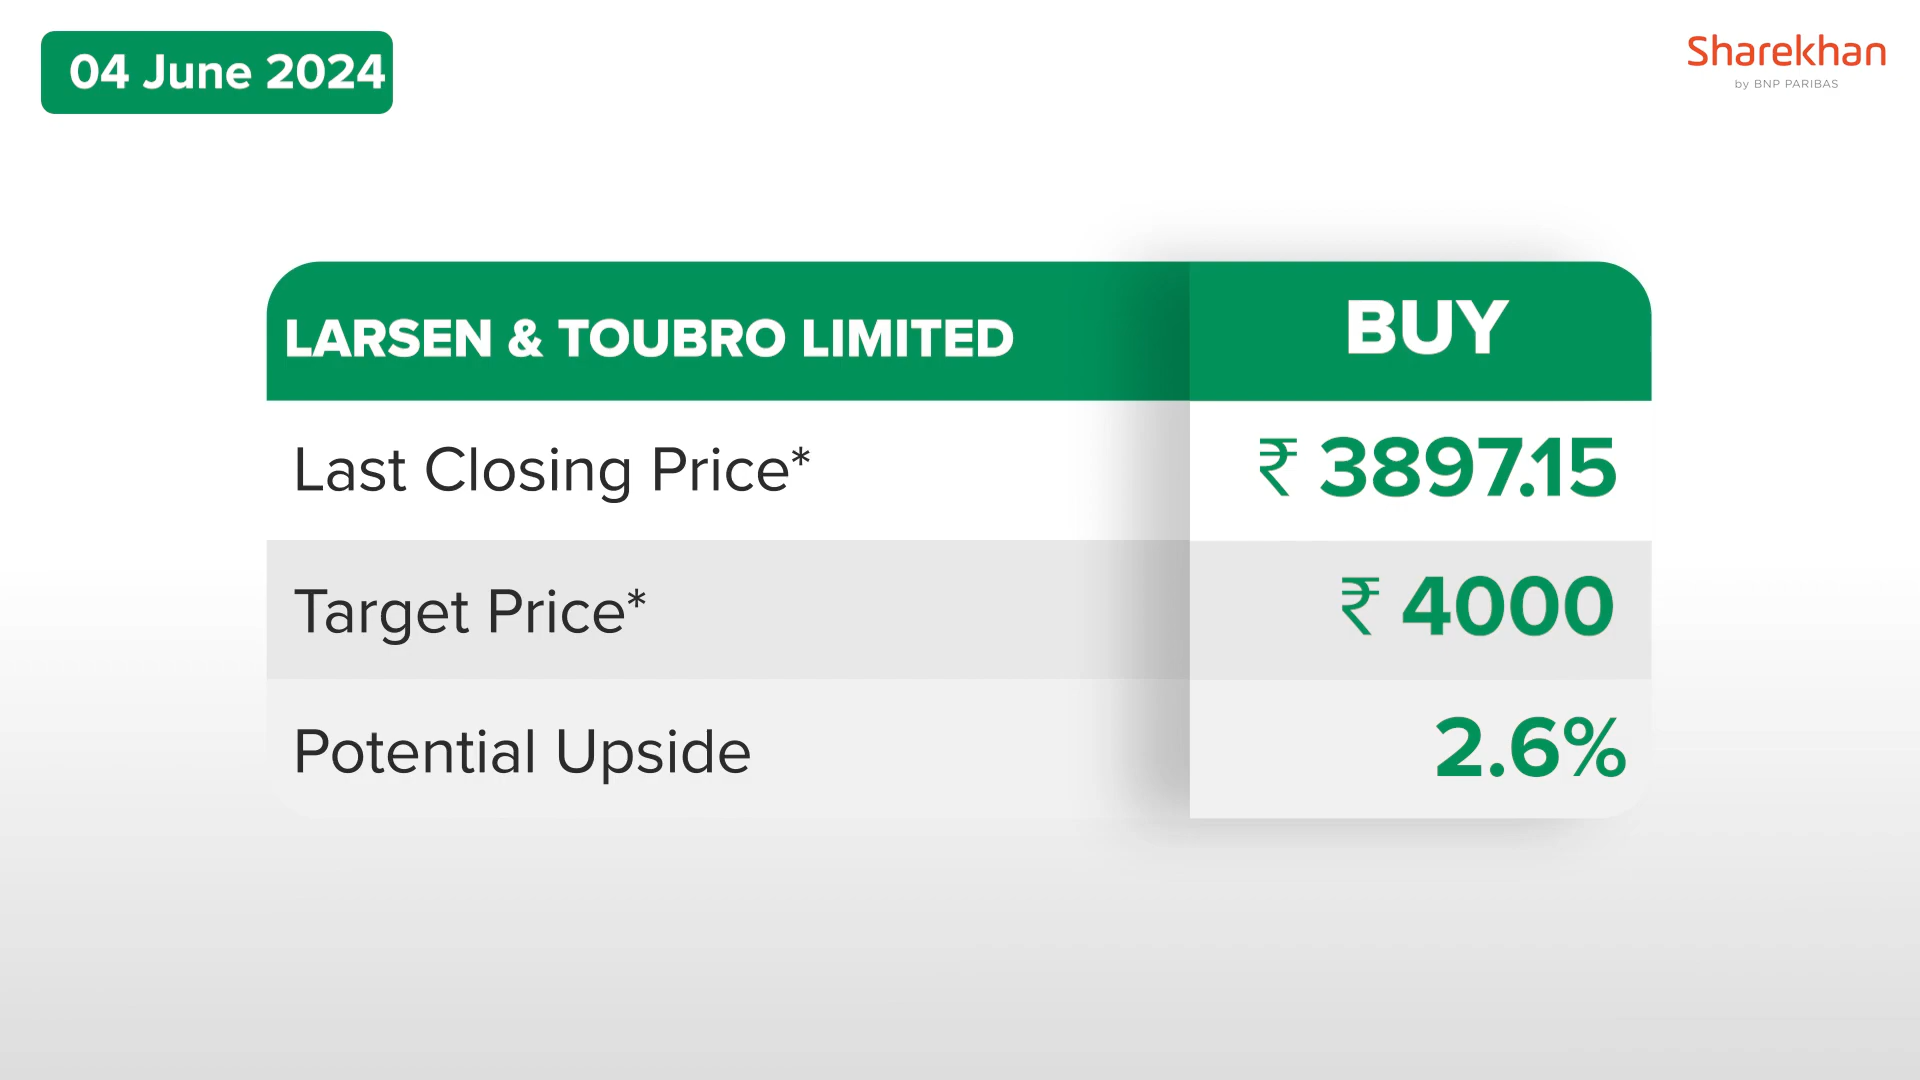 04 June 2024
Sharekhan
by BNP PARIBAS
LARSEN & TOUBRO LIMITED BUY
Last Closing Price* ₹ 3897.15
Target Price* ₹ 4000
Potential Upside 2.6%